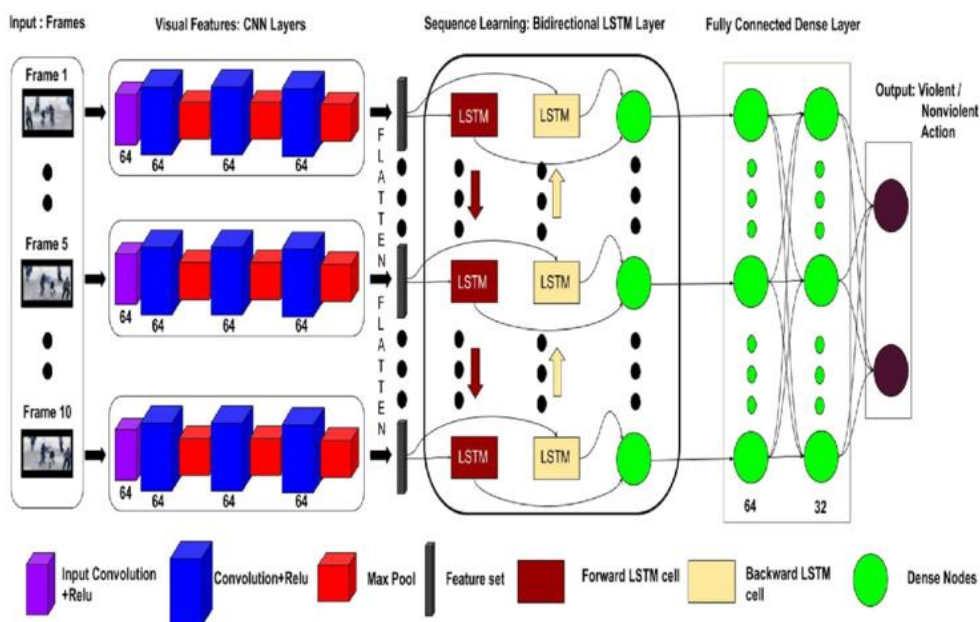 Input : Frames
Visual Features: CNN Layers
Sequence Learning: Bidirectional LSTM Layer
Fully Connected Dense Layer
Frame 1
64
64
64
64
LSTM
LSTM
Output: Violent /
Nonviolent
Action
FLATTEN
Frame 5
64
64
64
64
LSTM
LSTM
FLATTEN
Frame 10
64
64
64
64
LSTM
LSTM
64
32
Input Convolution
+Relu
Convolution+Relu
Max Pool
Feature set
Forward LSTM cell
Backward LSTM
cell
Dense Nodes